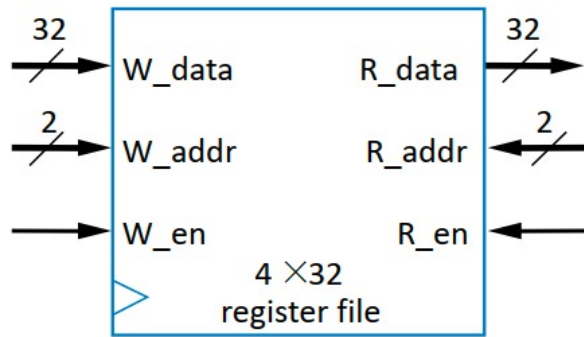 32
32
W_data
R_data
2
2
W_addr
R_addr
W_en
R_en
4 ×32
register file